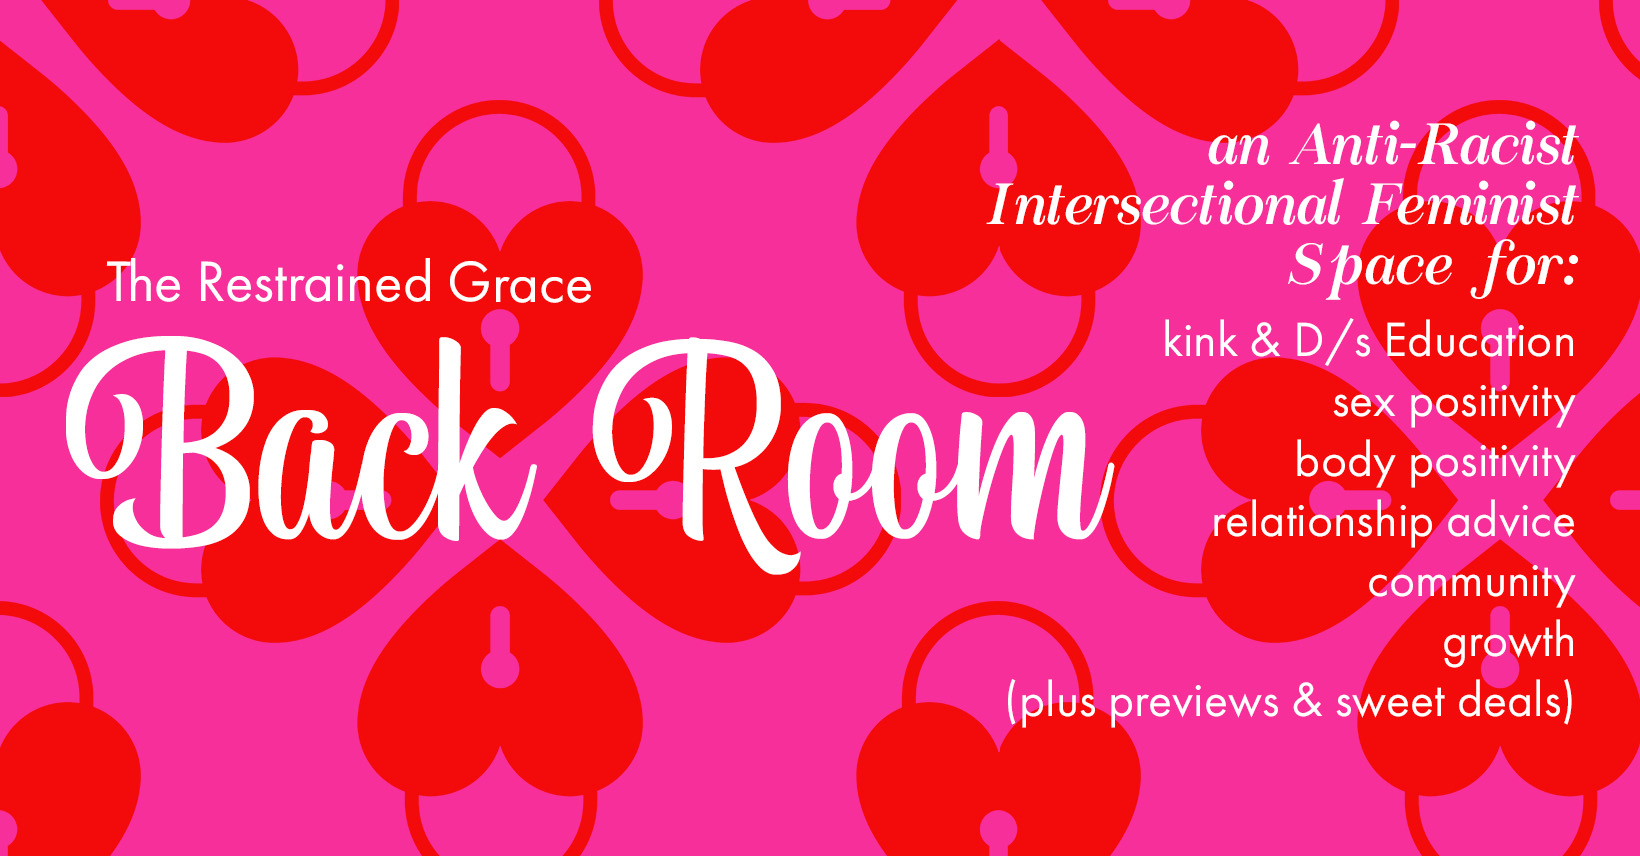 The Restrained Grace
Back Room
an Anti-Racist
Intersectional Feminist
Space for:
kink & D/s Education
sex positivity
body positivity
relationship advice
community
growth
(plus previews & sweet deals)